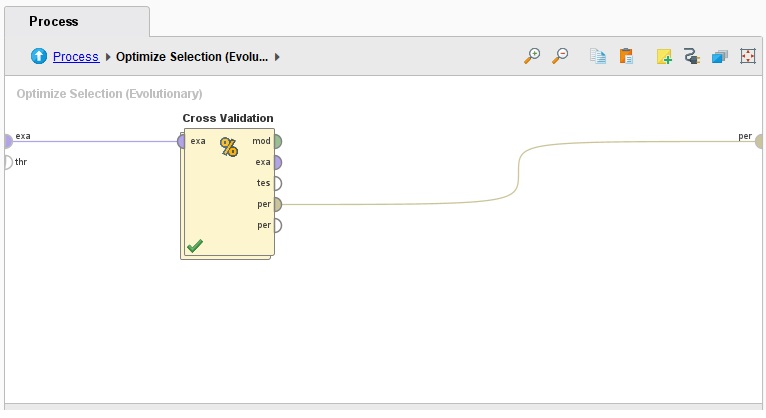 Process
Process Optimize Selection (Evolu...
Optimize Selection (Evolutionary)
Cross Validation
exa exa mod per
thr exa
tes
per
per